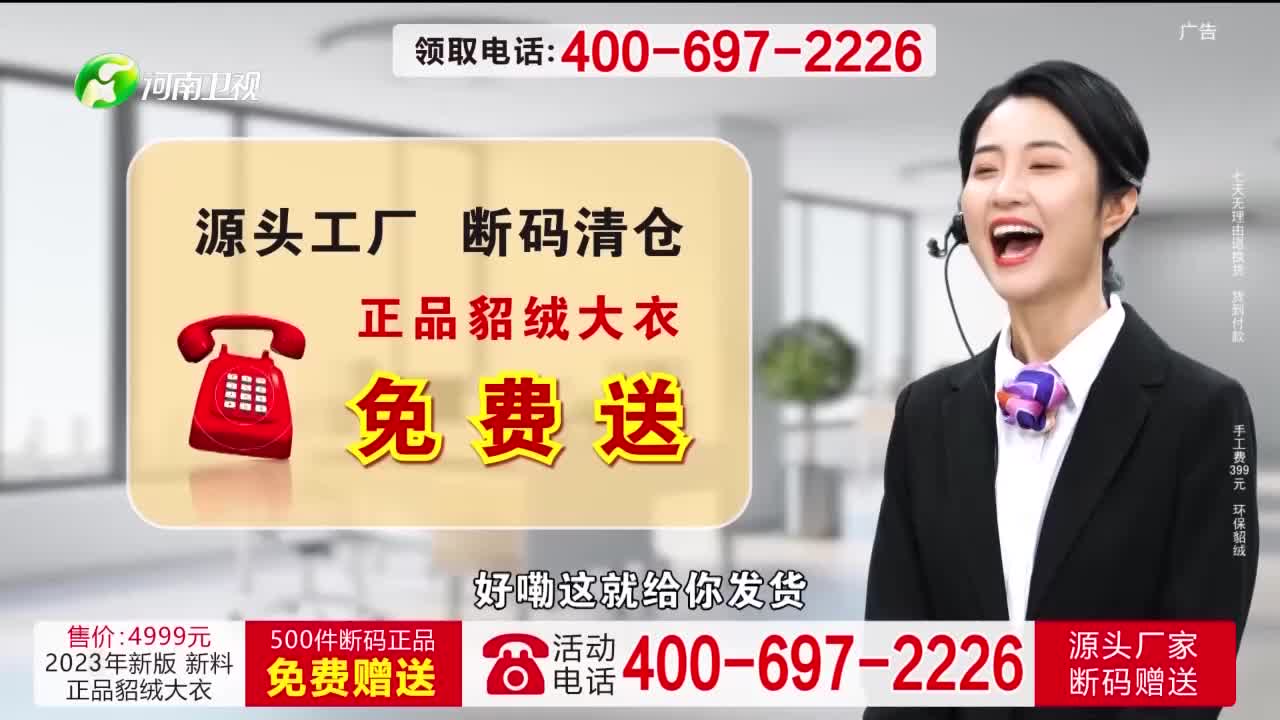 领取电话:400-697-2226
广告
河南卫视
源头工厂 断码清仓
正品貂绒大衣
免费送
七天无理由退换货 货到付款
手工费399元 环保貂绒
好嘞这就给你发货
售价:4999元
2023年新版 新料
正品貂绒大衣
500件断码正品
免费赠送
活动
电话
400-697-2226
源头厂家
断码赠送